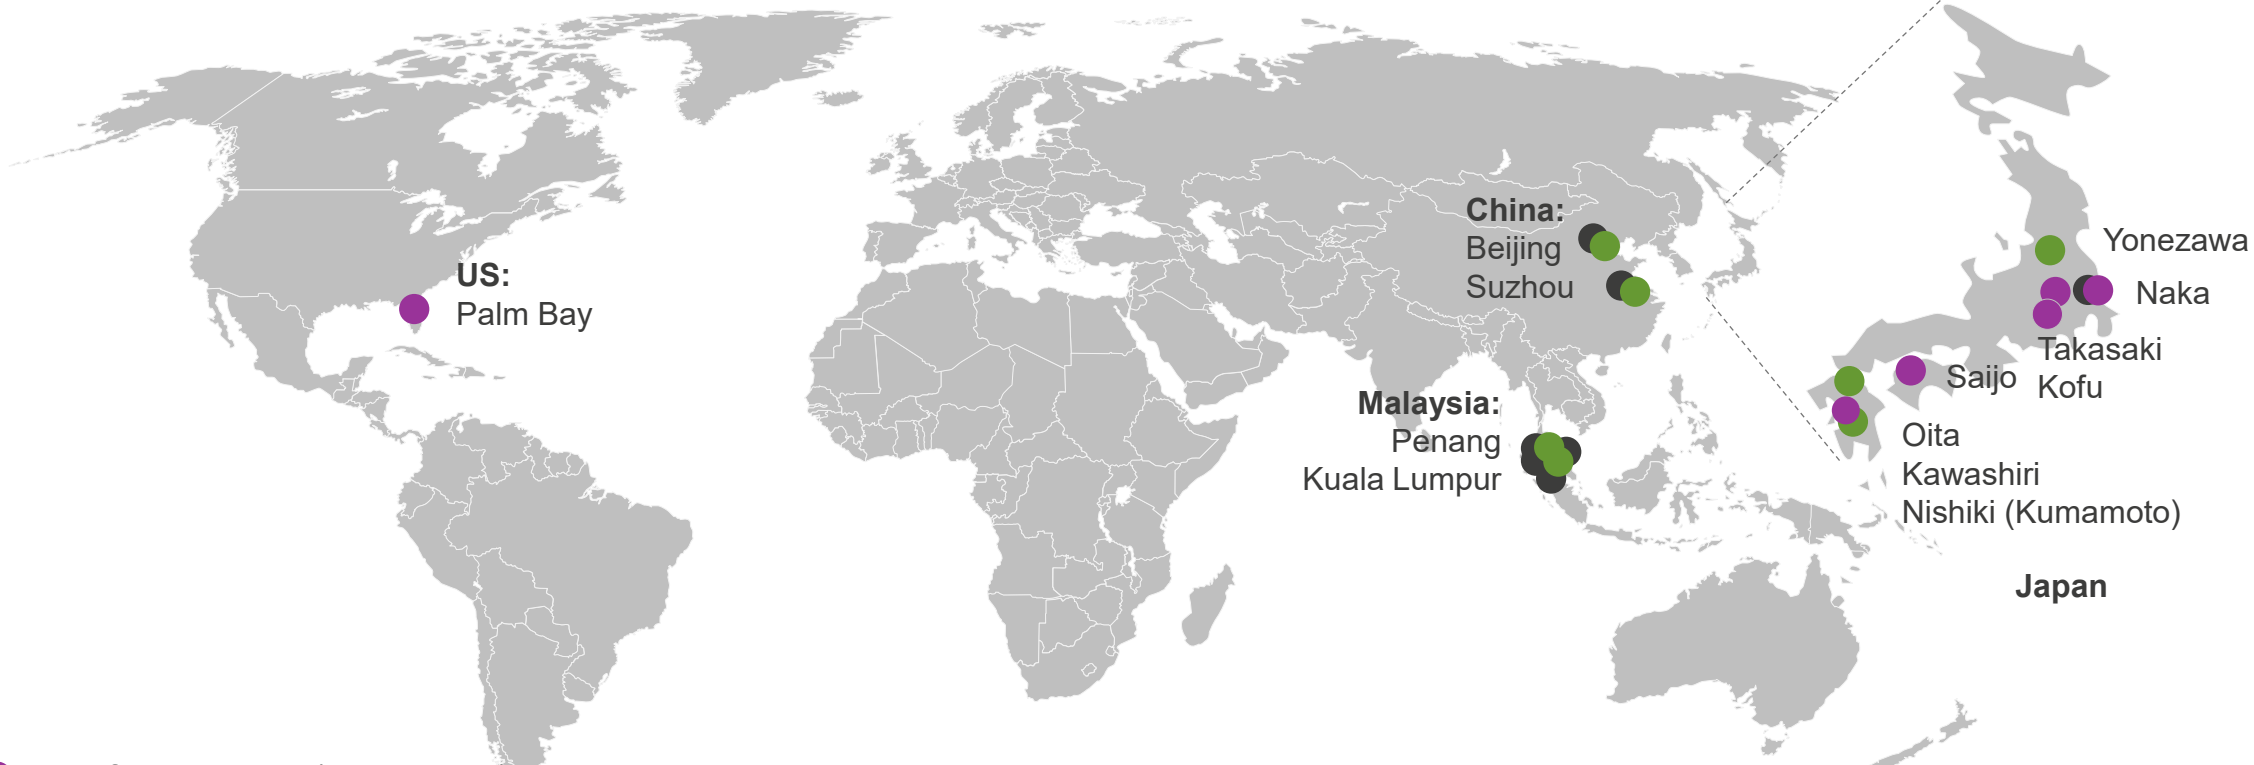 US:
Palm Bay
China:
Beijing
Suzhou
Malaysia:
Penang
Kuala Lumpur
Yonezawa
Naka
Takasaki
Kofu
Saijo
Oita
Kawashiri
Nishiki (Kumamoto)
Japan